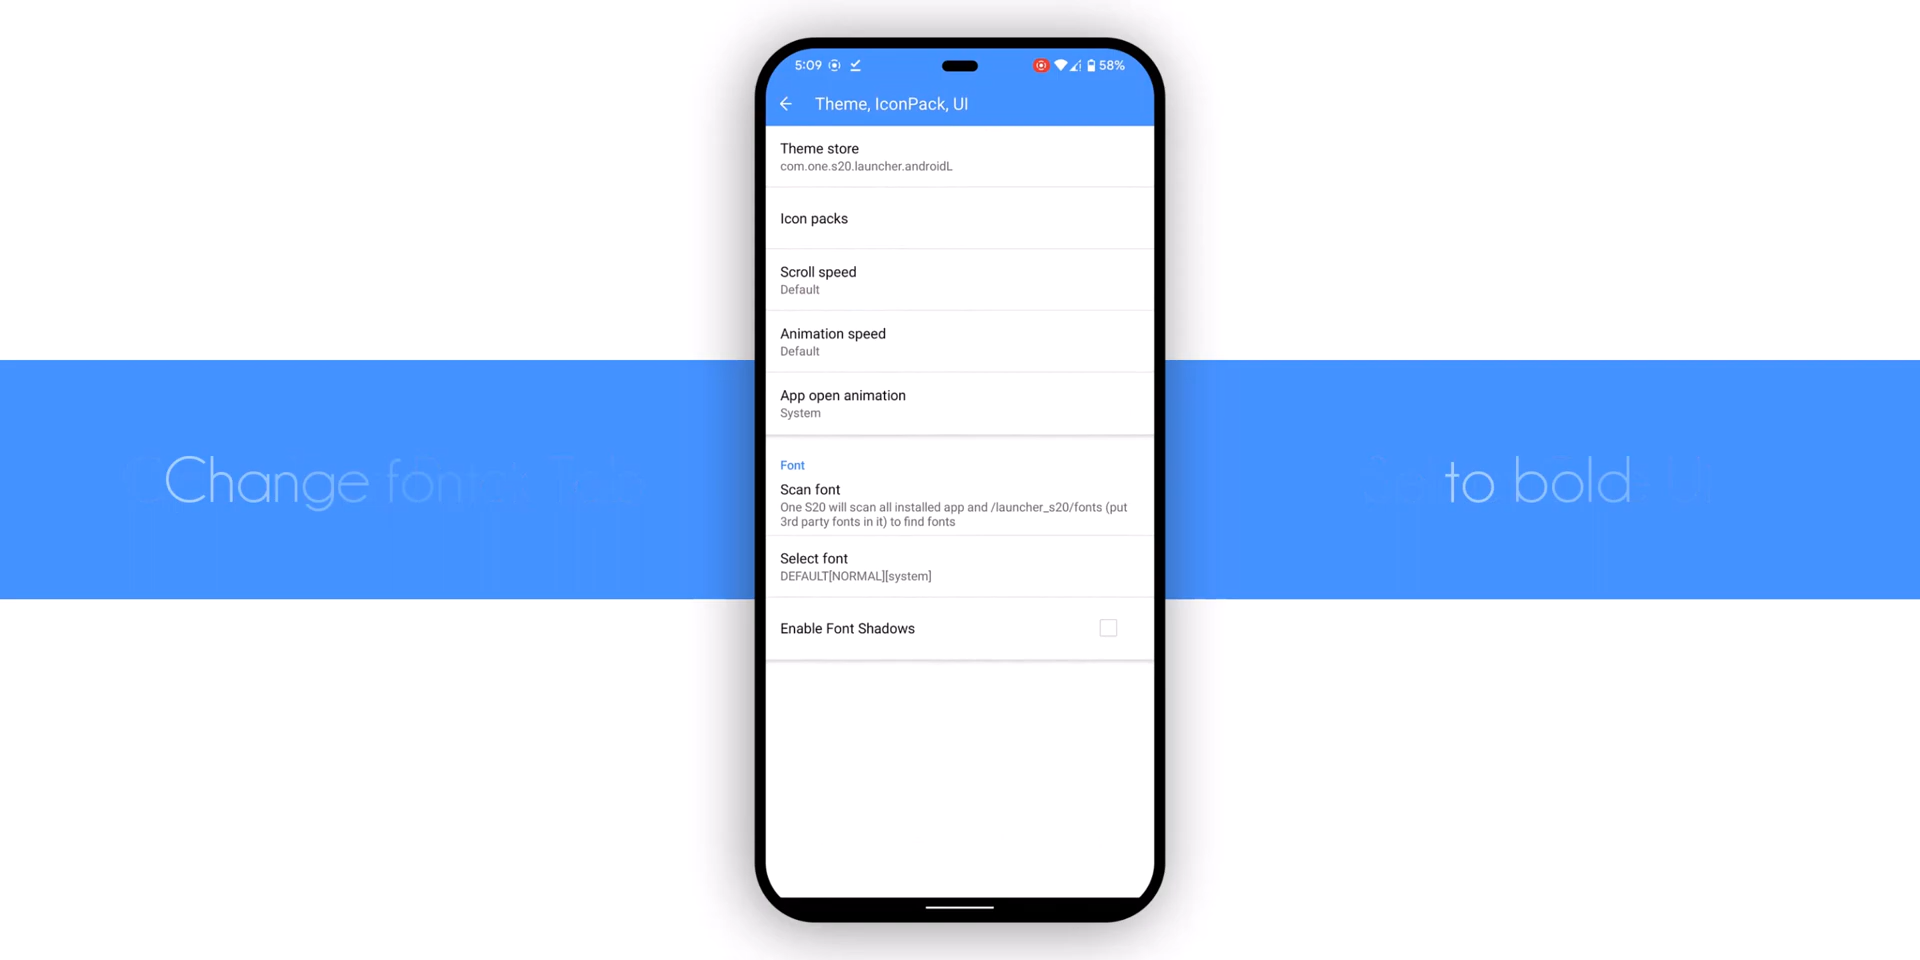 5:09 58%
Theme, IconPack, UI
Theme store
com.one.s20.launcher.androidL
Icon packs
Scroll speed
Default
Animation speed
Default
App open animation
System
Font
Scan font
One S20 will scan all installed app and /launcher_s20/fonts (put
3rd party fonts in it) to find fonts
Select font
DEFAULT[NORMAL][system]
Enable Font Shadows
Change
to bold